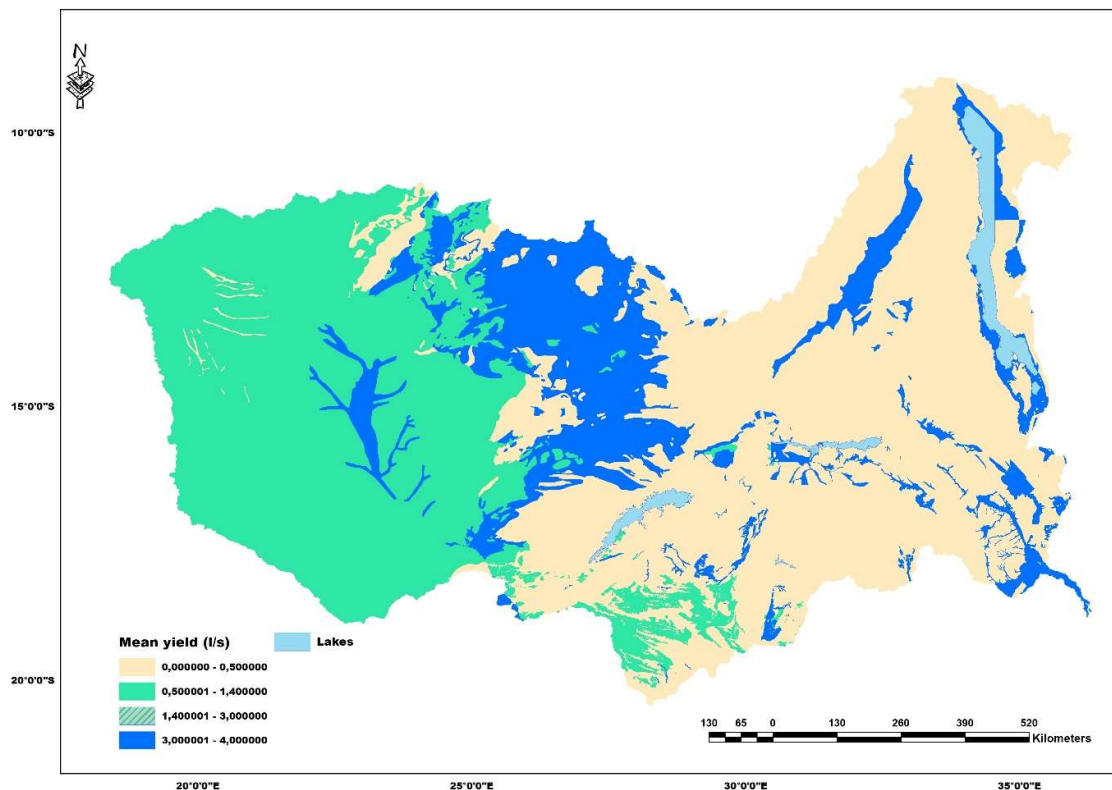 N
10°0'0"S
15°0'0"S
20°0'0"S
Mean yield (l/s)
Lakes
0,000000 - 0,500000
0,500001 - 1,400000
1,400001 - 3,000000
3,000001 - 4,000000
130 65 0 130 260 390 520
Kilometers
20°0'0"E 25°0'0"E 30°0'0"E 35°0'0"E